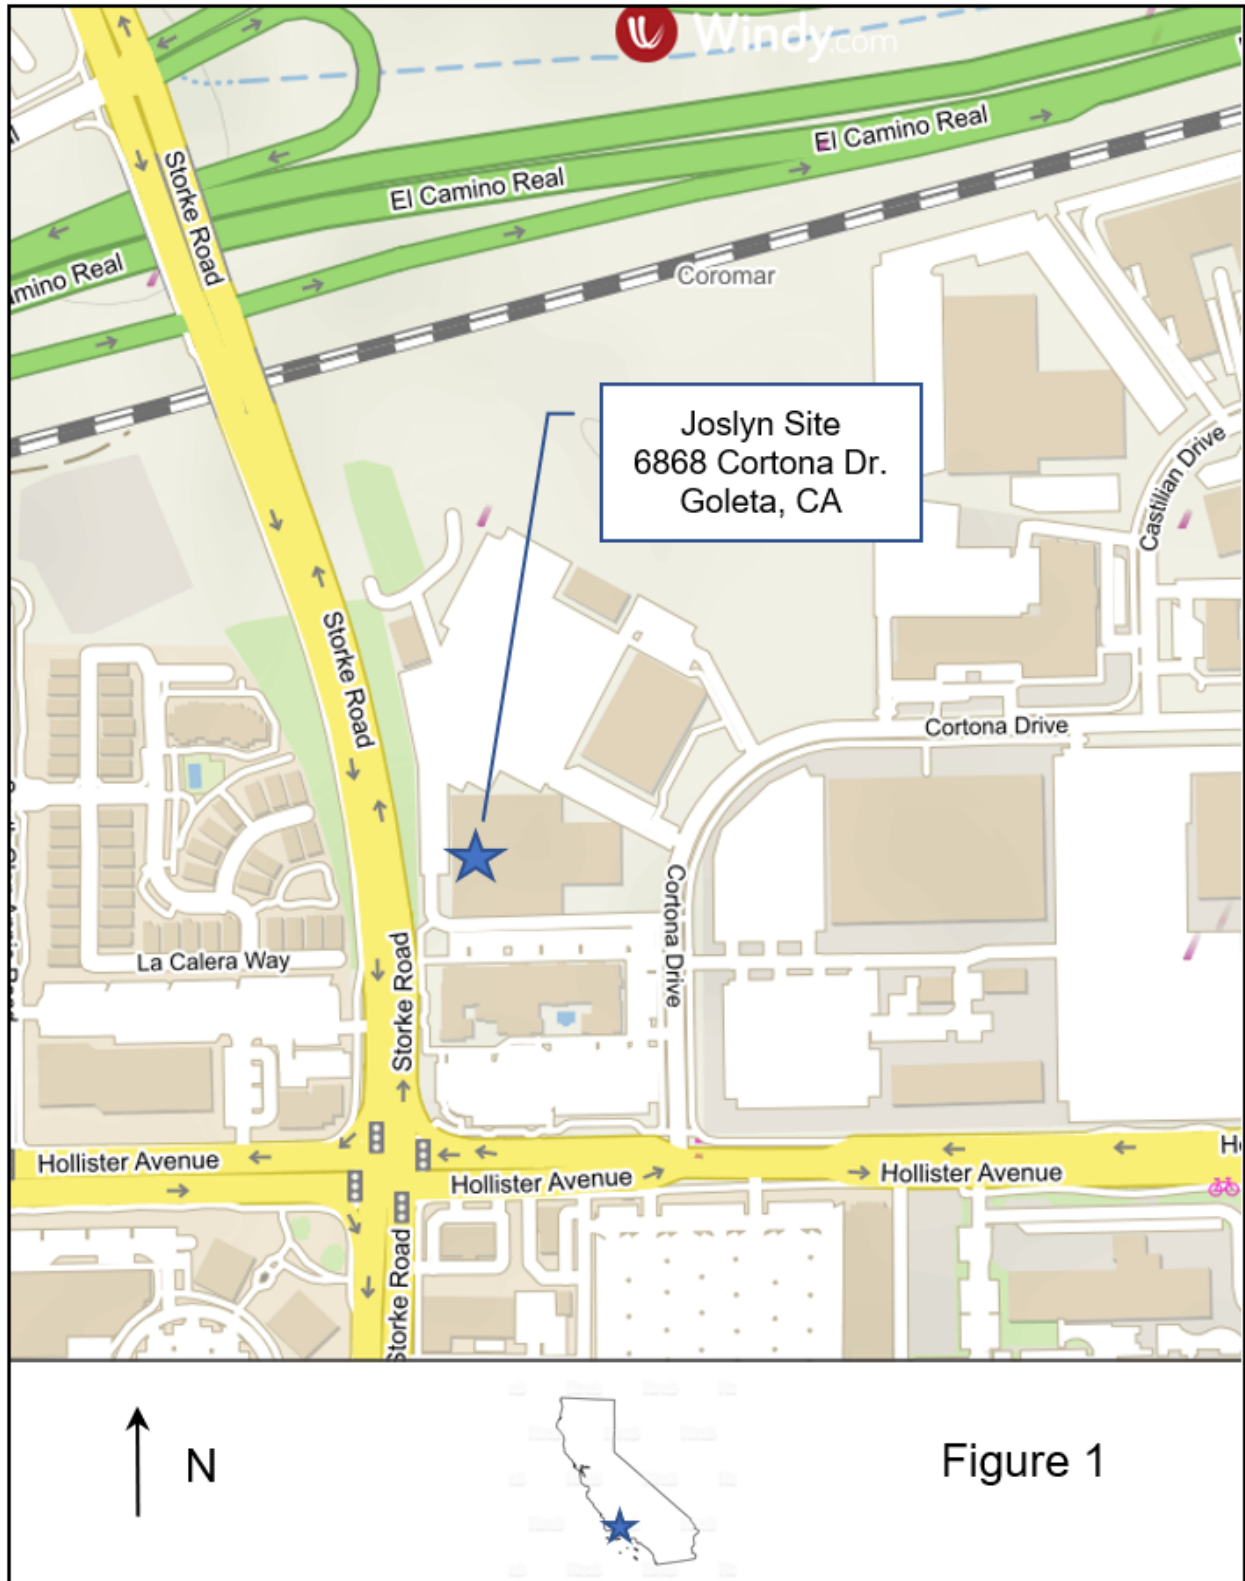 Windy.com
El Camino Real
El Camino Real
Storke Road
amino Real
Coromar
Joslyn Site
6868 Cortona Dr.
Goleta, CA
Castilian Drive
Storke Road
Cortona Drive
Cortona Drive
La Calera Way
Storke Road
Hollister Avenue
Hollister Avenue
Hollister Avenue
H
Storke Road
N
Figure 1